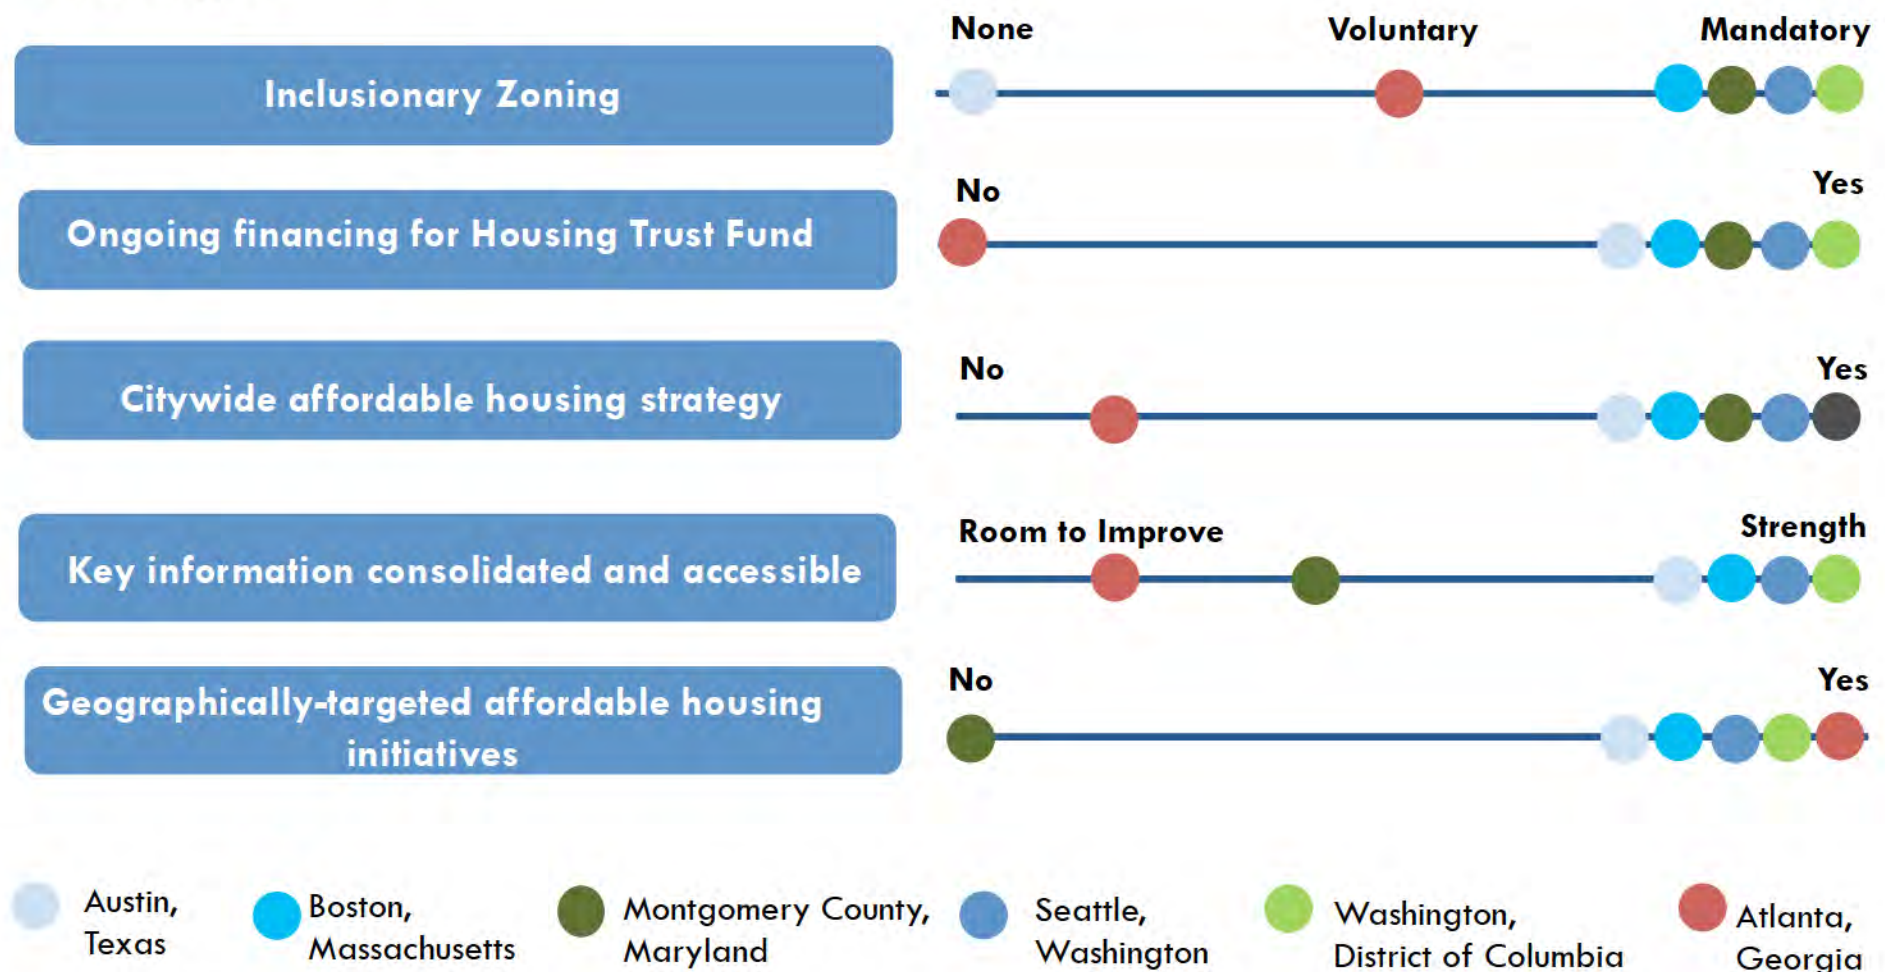 None Voluntary Mandatory
Inclusionary Zoning
No Yes
Ongoing financing for Housing Trust Fund
No Yes
Citywide affordable housing strategy
Room to Improve Strength
Key information consolidated and accessible
No Yes
Geographically-targeted affordable housing
initiatives
Austin,
Texas
Boston,
Massachusetts
Montgomery County,
Maryland
Seattle,
Washington
Washington,
District of Columbia
Atlanta,
Georgia